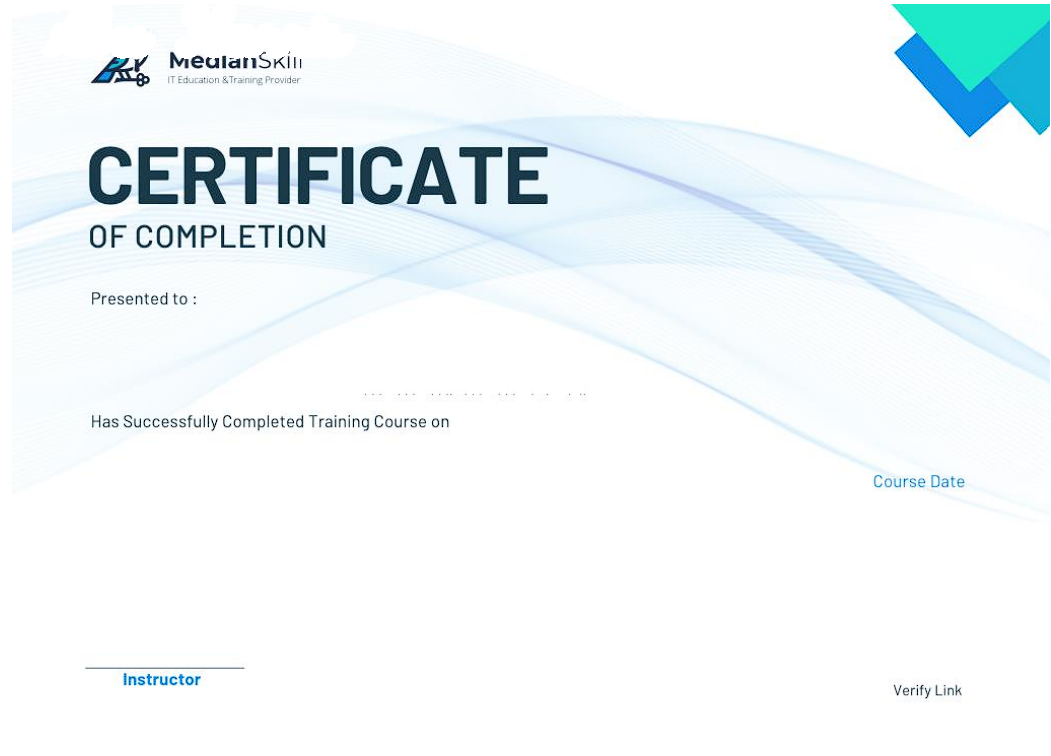 MedianSkill
IT Education &Training Provider
CERTIFICATE
OF COMPLETION
Presented to :
Has Successfully Completed Training Course on
Course Date
Instructor
Verify Link